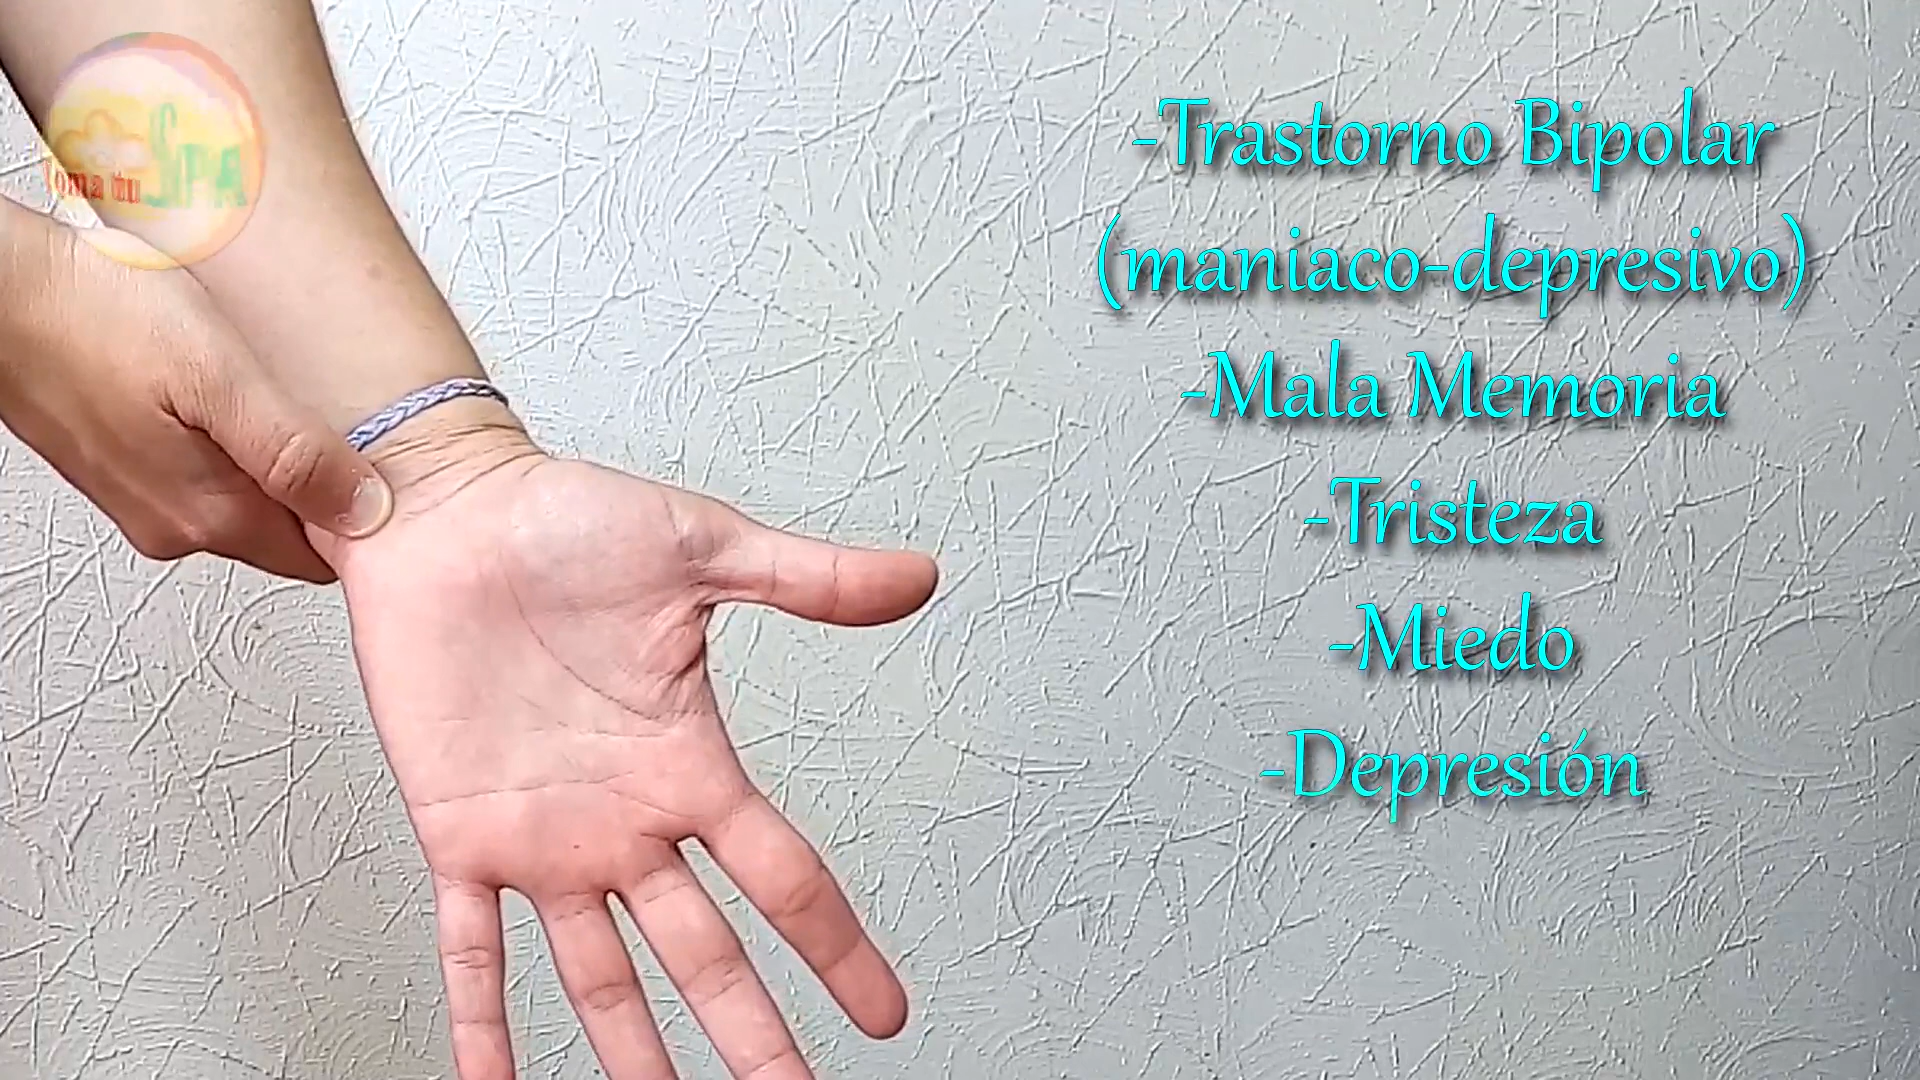 Toma tu SPA
-Trastorno Bipolar
(maniaco-depresivo)
-Mala Memoria
-Tristeza
-Miedo
-Depresión